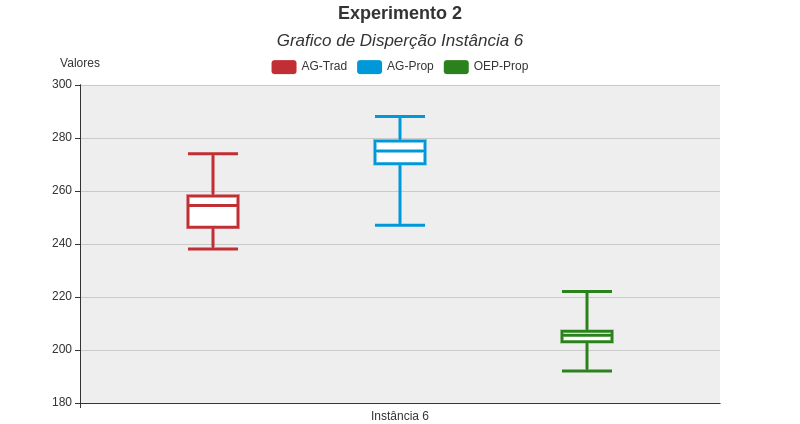 Experimento 2
Grafico de Disperção Instância 6
Valores
AG-Trad AG-Prop OEP-Prop
300
280
260
240
220
200
180
Instância 6